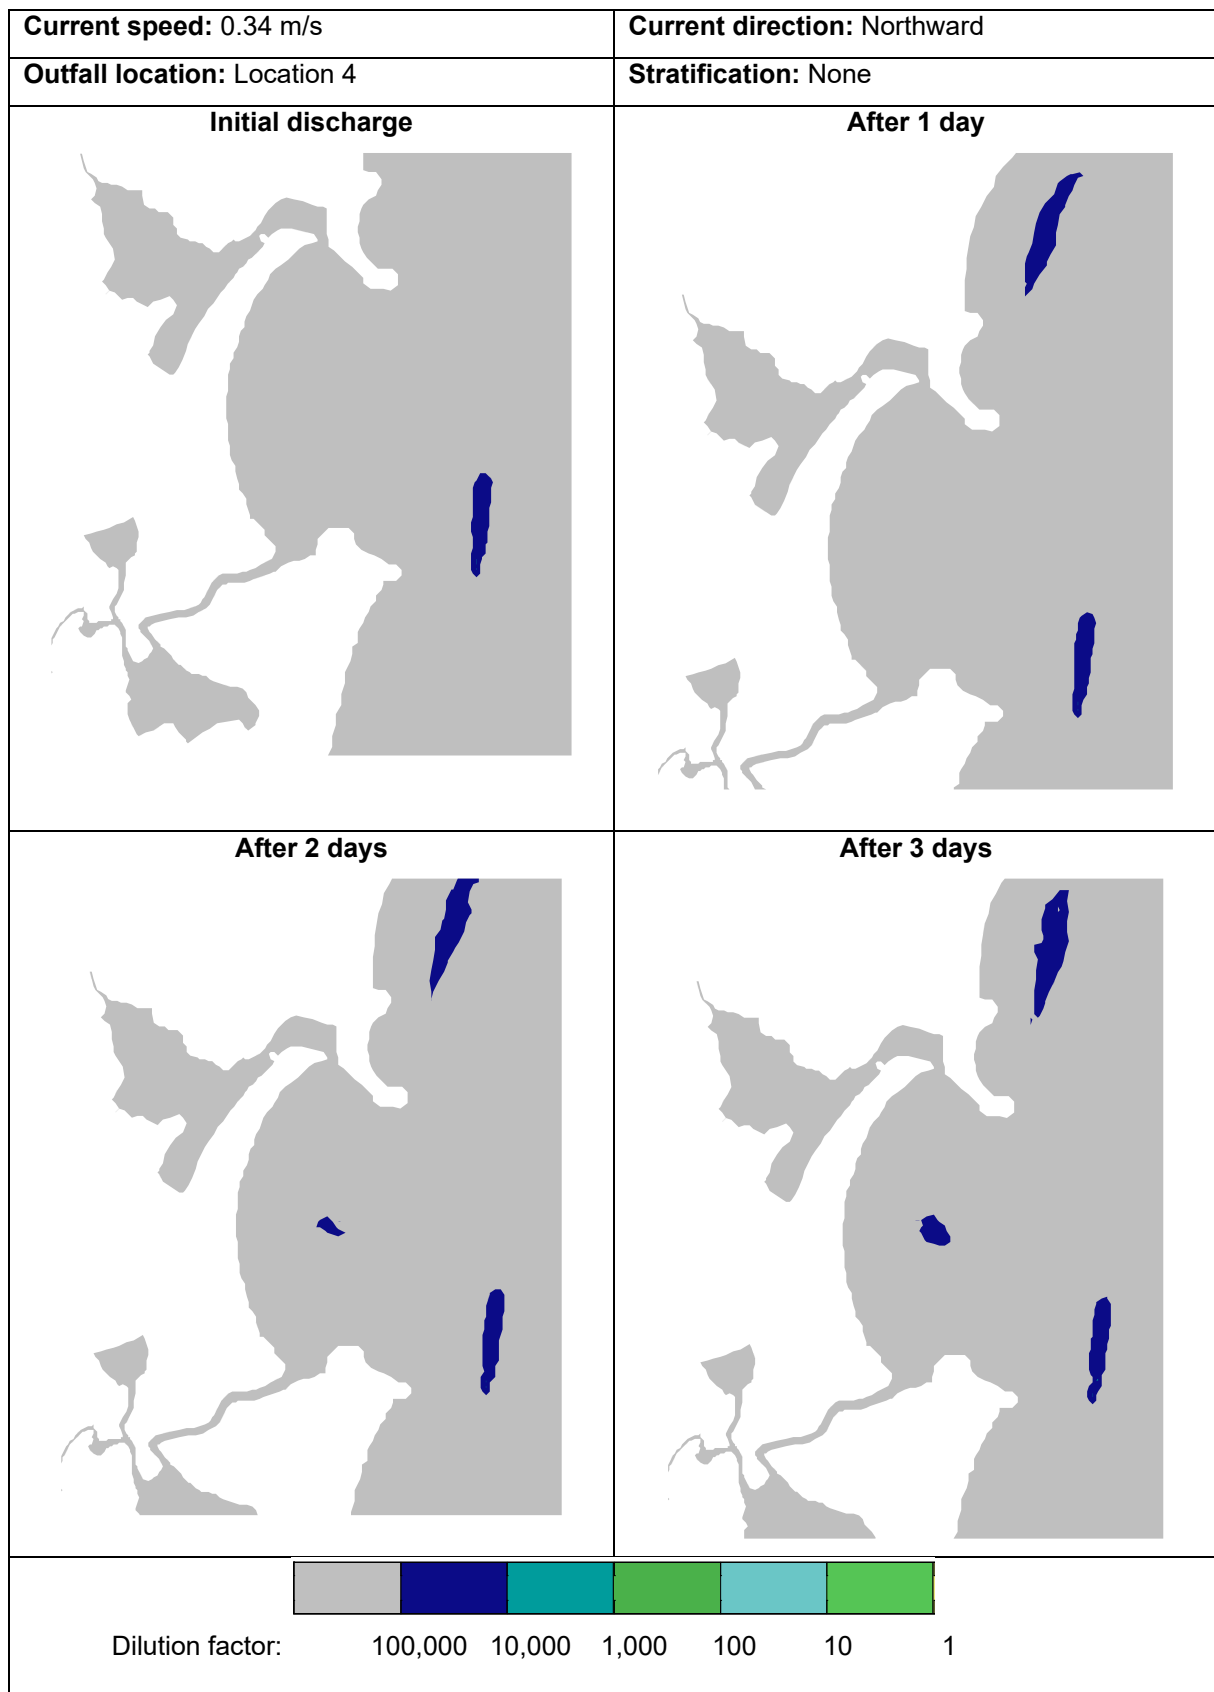 Current speed: 0.34 m/s
Current direction: Northward
Outfall location: Location 4
Stratification: None
Initial discharge
After 1 day
After 2 days
After 3 days
Dilution factor: 100,000 10,000 1,000 100 10 1